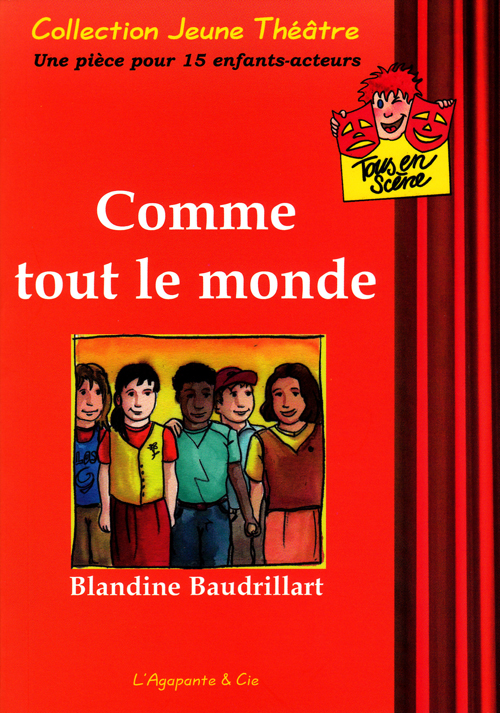 Collection Jeune Théâtre
Une pièce pour 15 enfants-acteurs
Tous en
Scène
Comme
tout le monde
Blandine Baudrillart
L'Agapante & Cie